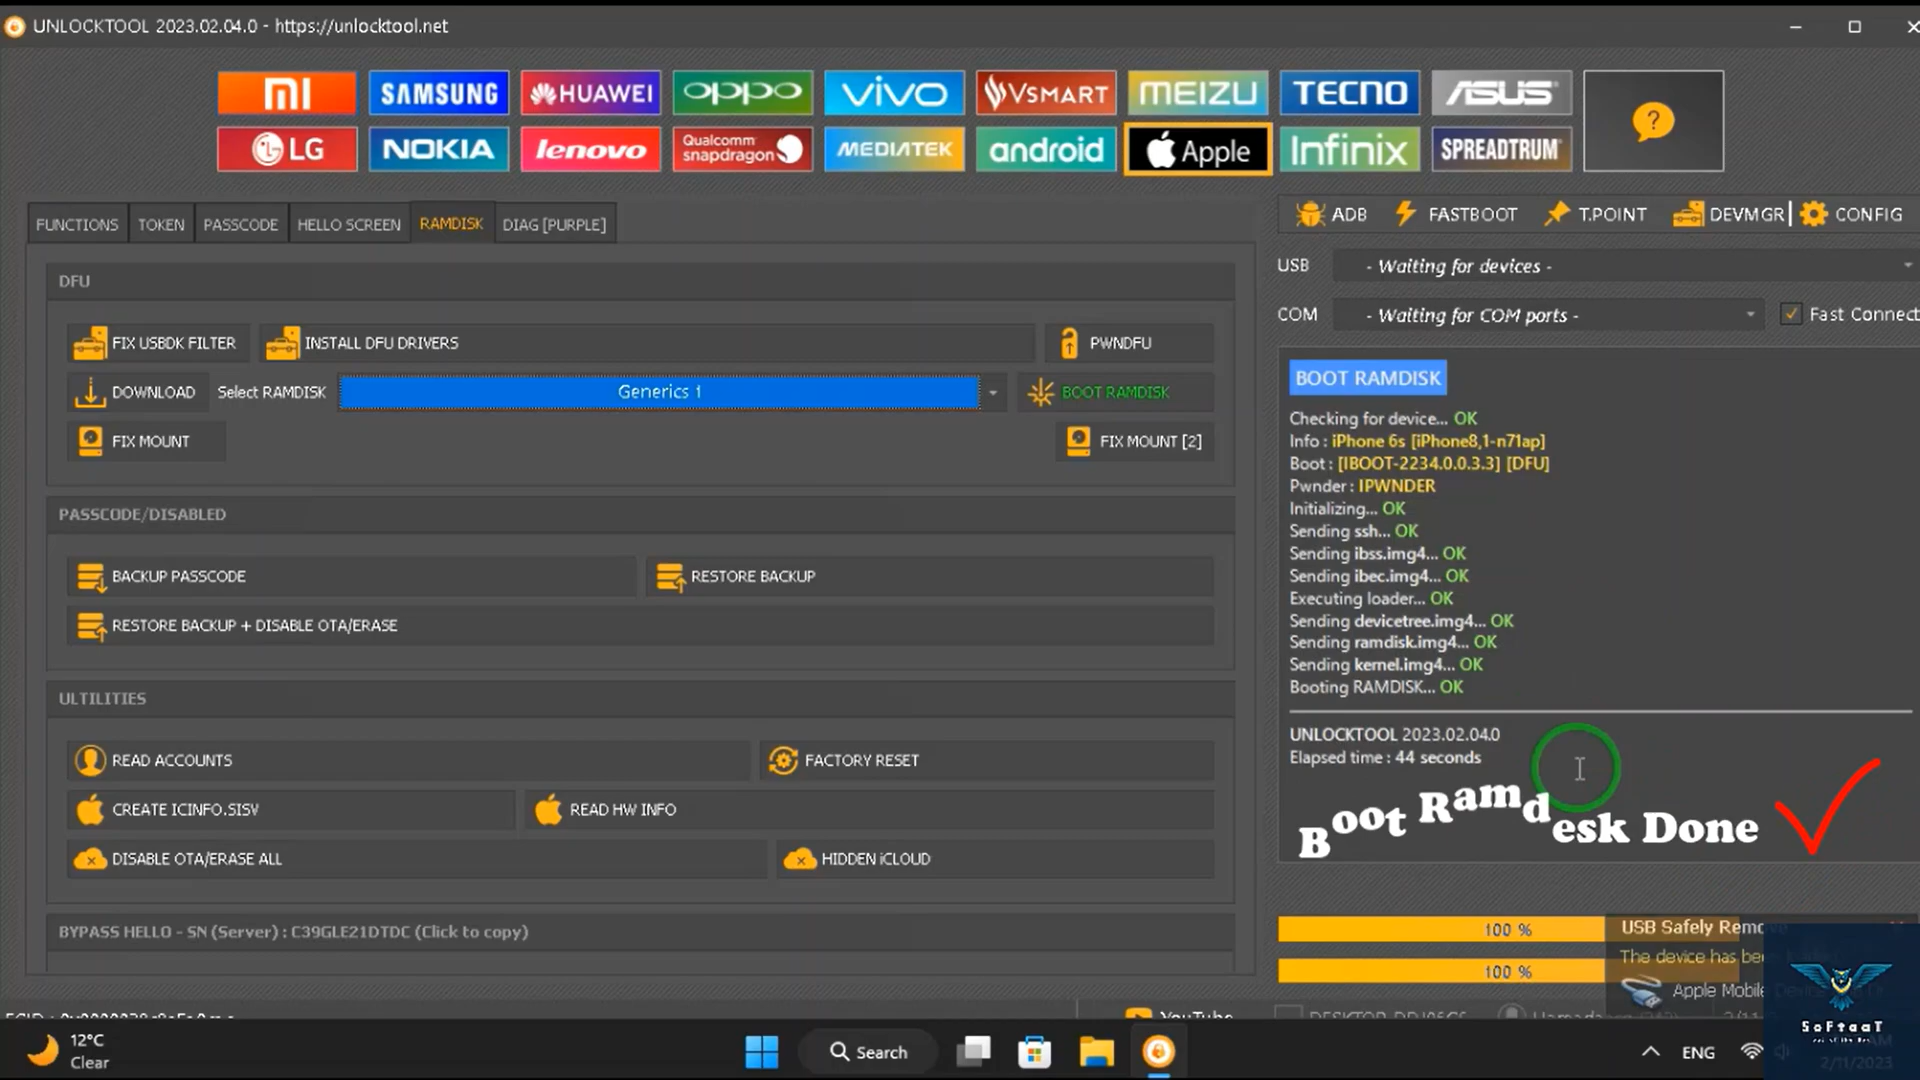 UNLOCKTOOL 2023.02.04.0 - https://unlocktool.net
mi SAMSUNG HUAWEI oppo vivo VSMART MEIZU TECNO ASUS
LG NOKIA lenovo Qualcomm snapdragon MEDIATEK android Apple Infinix SPREADTRUM
?
FUNCTIONS TOKEN PASSCODE HELLO SCREEN RAMDISK DIAG [PURPLE]
DFU
FIX USBDK FILTER INSTALL DFU DRIVERS PWNDFU
DOWNLOAD Select RAMDISK Generics 1 BOOT RAMDISK
FIX MOUNT FIX MOUNT [2]
PASSCODE/DISABLED
BACKUP PASSCODE RESTORE BACKUP
RESTORE BACKUP + DISABLE OTA/ERASE
ULTILITIES
READ ACCOUNTS FACTORY RESET
CREATE ICINFO.SISV READ HW INFO
DISABLE OTA/ERASE ALL HIDDEN iCLOUD
BYPASS HELLO - SN (Server) : C39GLE21DTDC (Click to copy)
ADB FASTBOOT T.POINT DEVMGR CONFIG
USB - Waiting for devices -
COM - Waiting for COM ports - Fast Connect
BOOT RAMDISK
Checking for device... OK
Info : iPhone 6s [iPhone8,1-n71ap]
Boot : [IBOOT-2234.0.0.3.3] [DFU]
Pwnder : IPWNDER
Initializing... OK
Sending ssh... OK
Sending ibss.img4... OK
Sending ibec.img4... OK
Executing loader... OK
Sending devicetree.img4... OK
Sending ramdisk.img4... OK
Sending kernel.img4... OK
Booting RAMDISK... OK
UNLOCKTOOL 2023.02.04.0
Elapsed time : 44 seconds
Boot Ramdesk Done
100 %
100 %
USB Safely Remove
The device has
Apple Mobile
YouTube
SoFtaaT
12°C
Clear
Search
ENG
2/11/2023